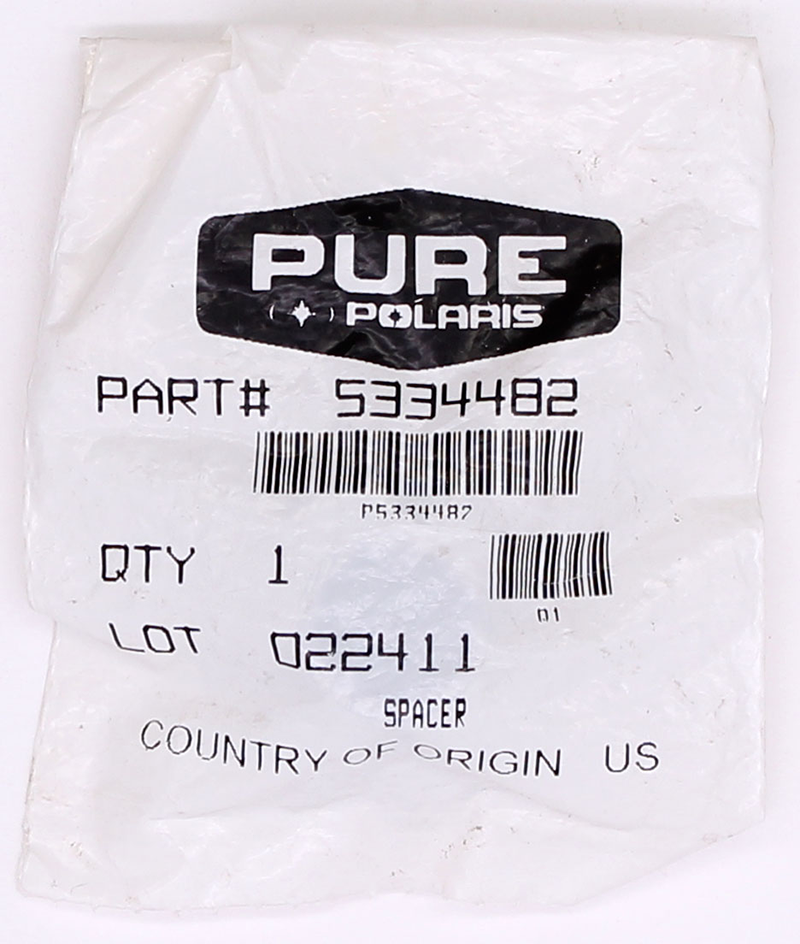 PURE
POLARIS
PART# 5334482
P5334482
QTY 1
01
LOT 022411
SPACER
COUNTRY OF ORIGIN US